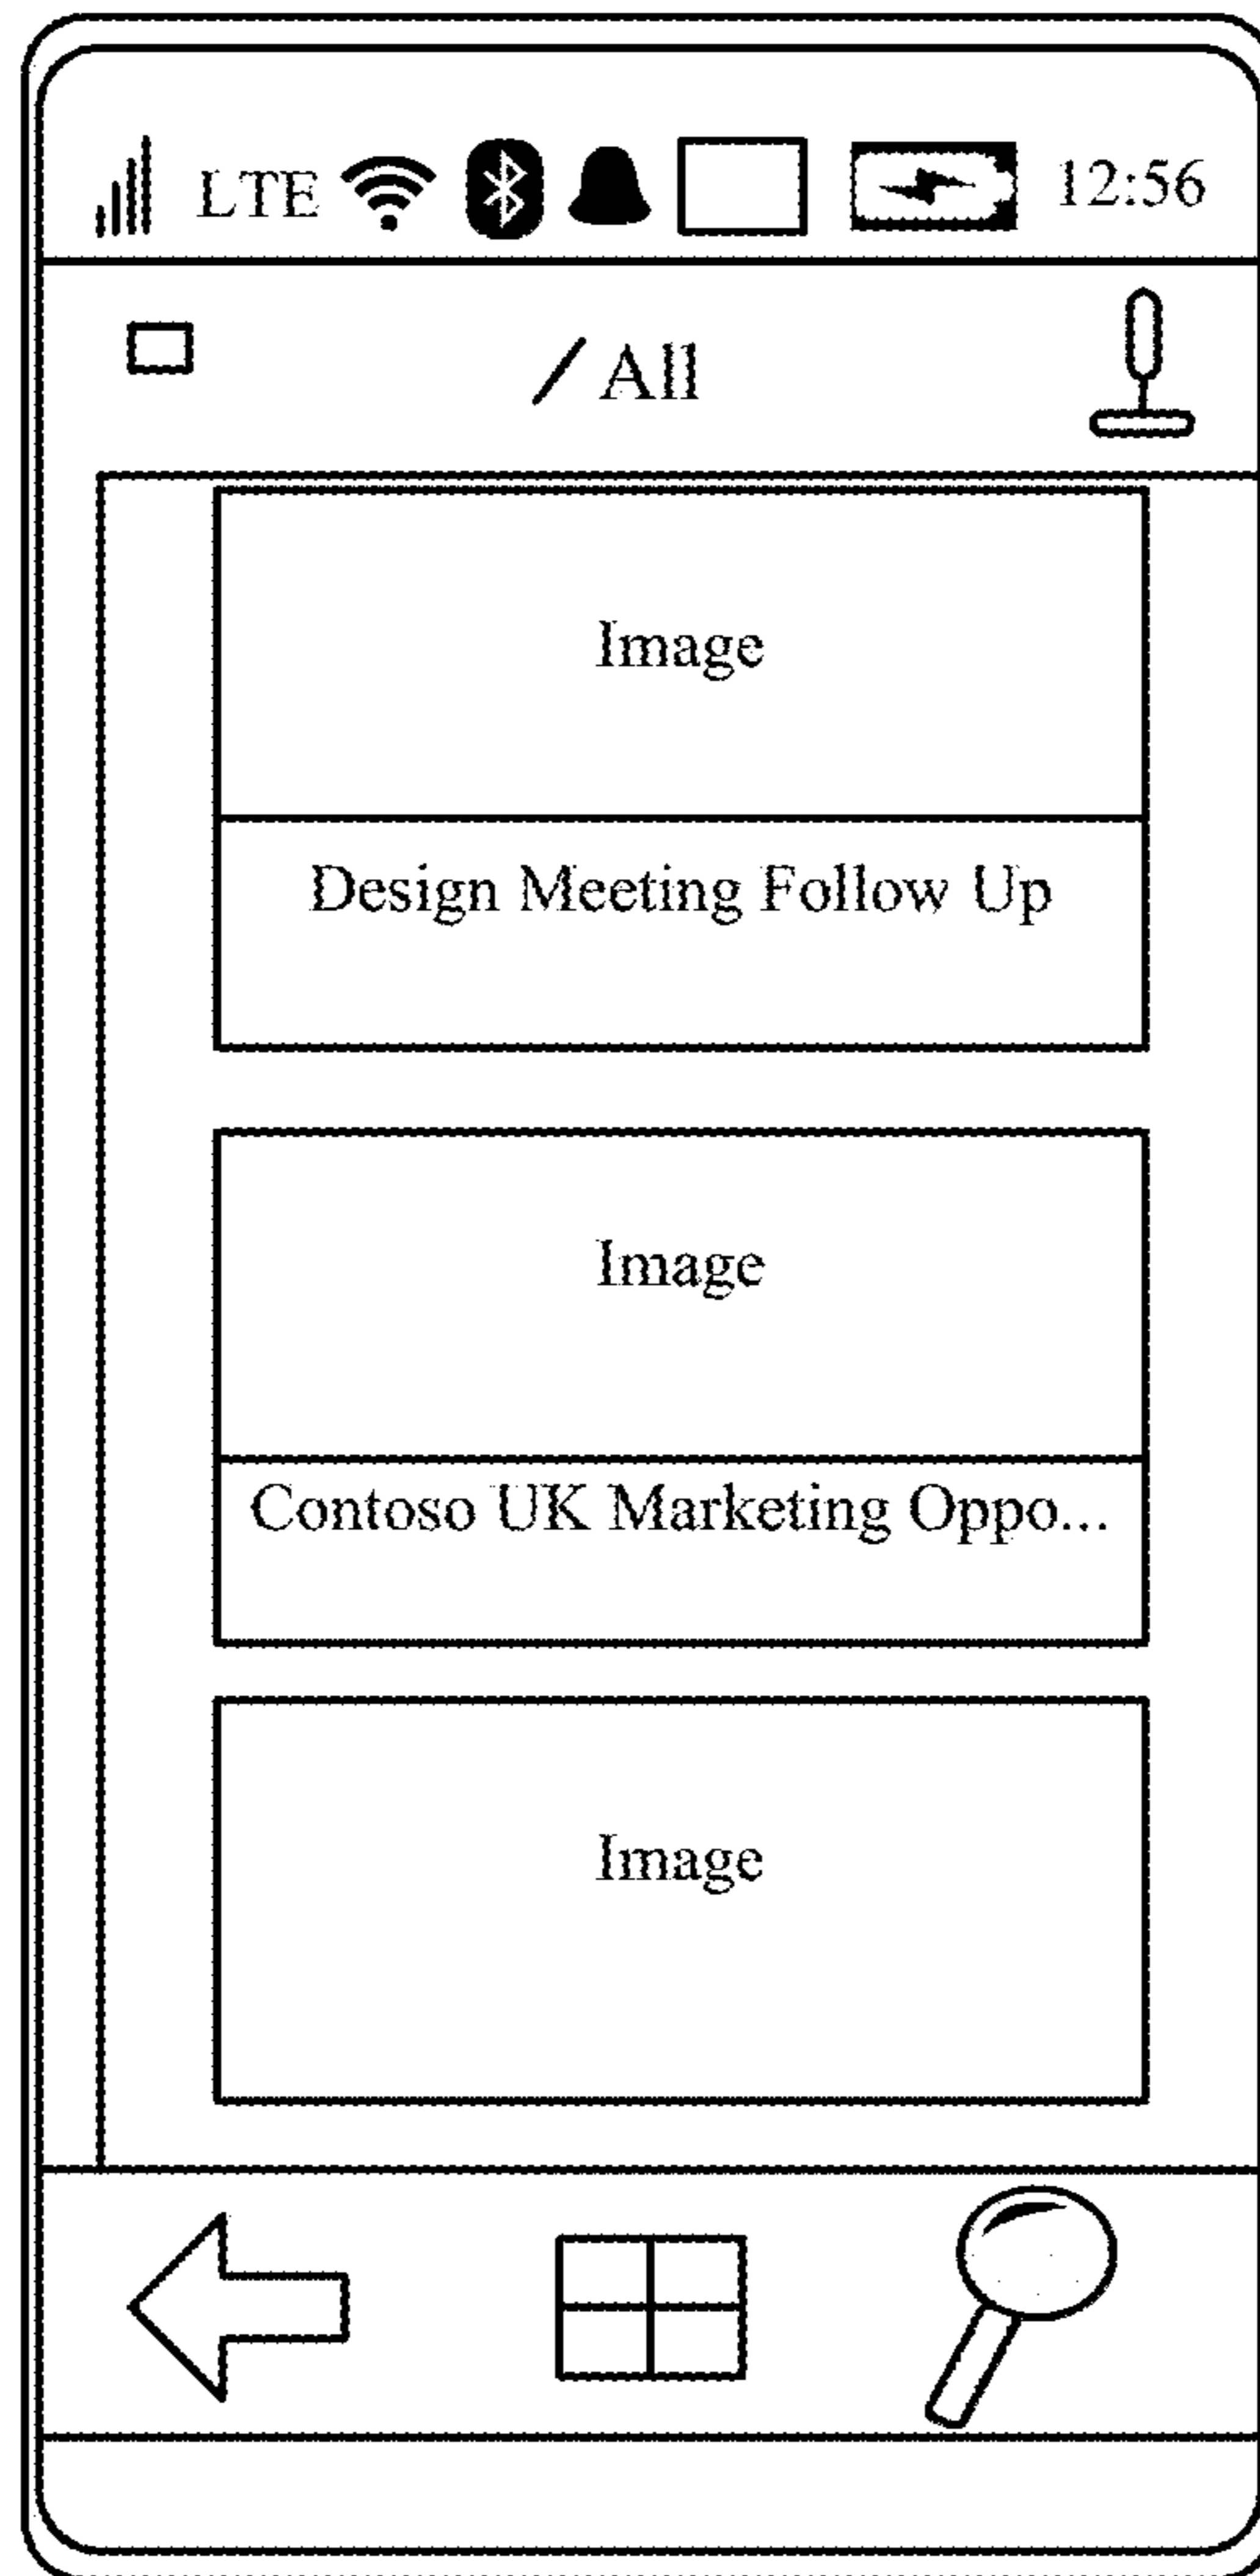 LTE 12:56
/ All
Image
Design Meeting Follow Up
Image
Contoso UK Marketing Oppo...
Image